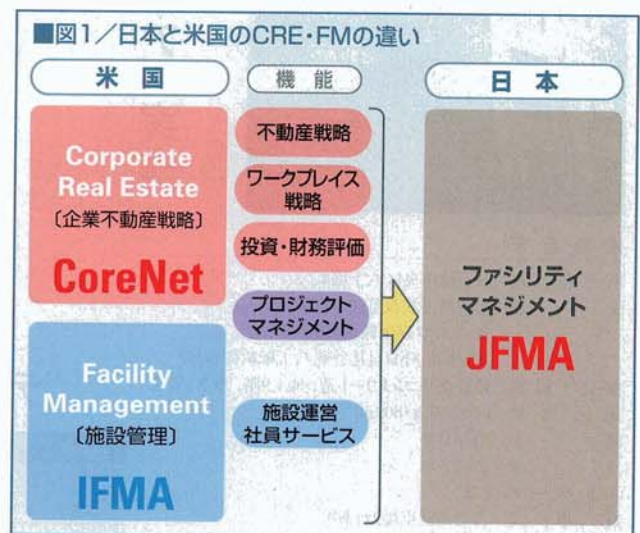 ■図1／日本と米国のCRE・FMの違い
米国
機能
日本
Corporate
Real Estate
〔企業不動産戦略〕
CoreNet
Facility
Management
〔施設管理〕
IFMA
不動産戦略
ワークプレイス
戦略
投資・財務評価
プロジェクト
マネジメント
施設運営
社員サービス
ファシリティ
マネジメント
JFMA